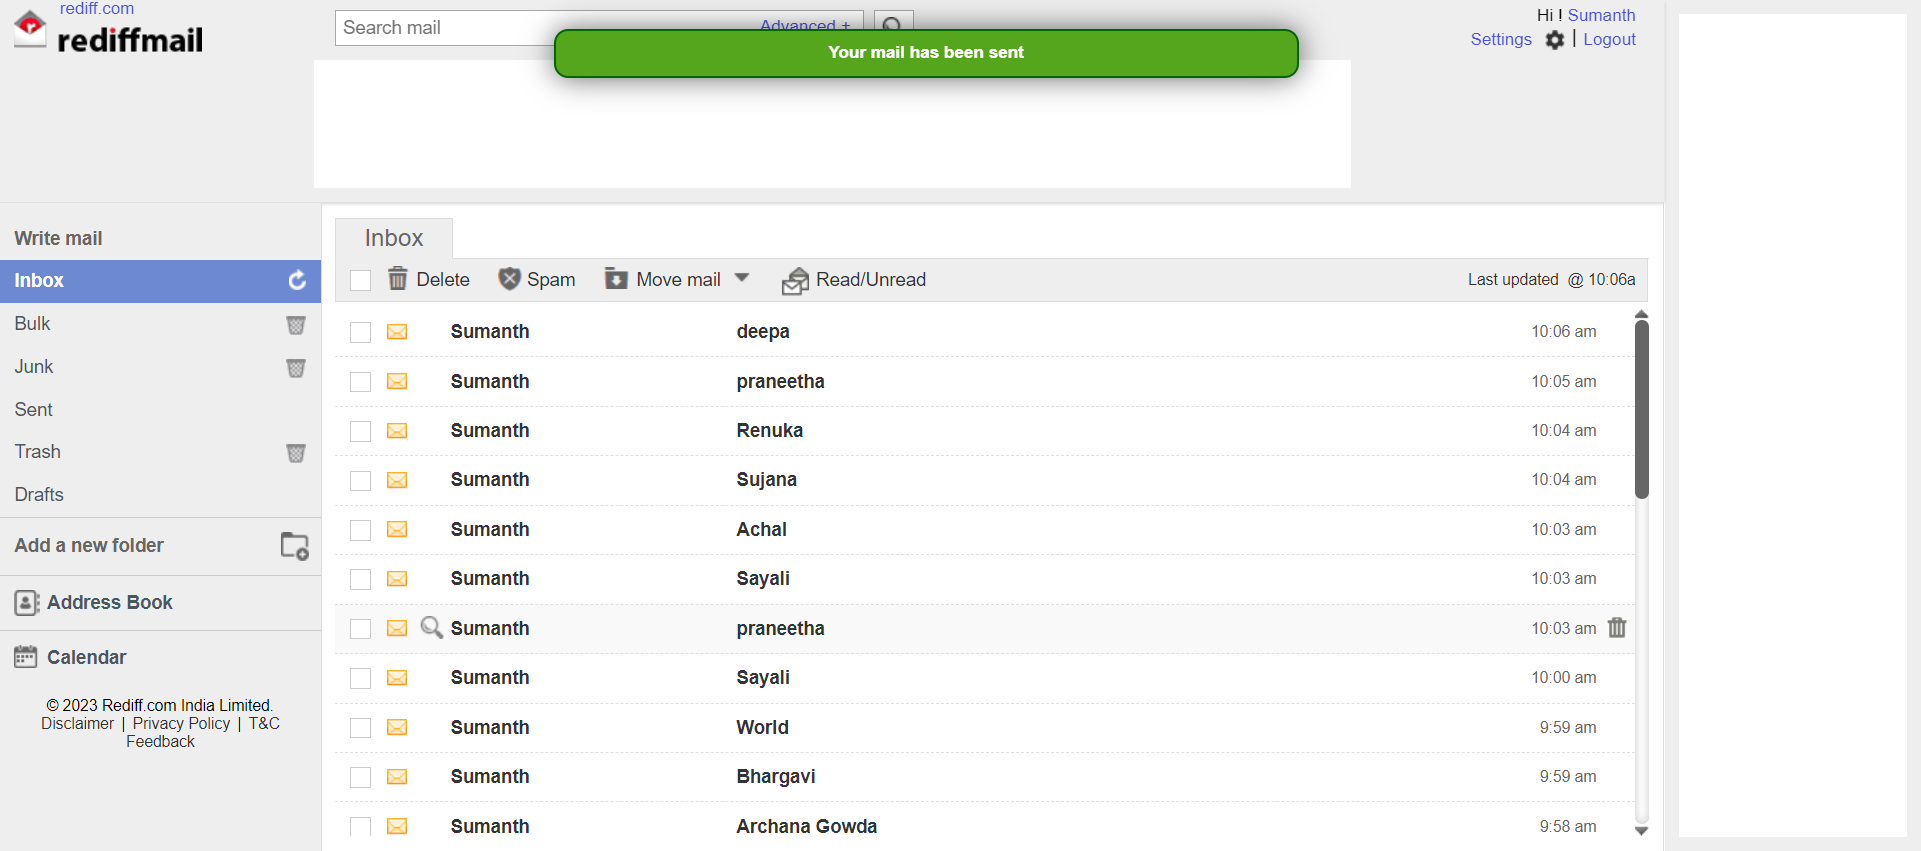 rediff.com
rediffmail
Search mail
Advanced +
Your mail has been sent
Hi ! Sumanth
Settings | Logout
Write mail
Inbox
Bulk
Junk
Sent
Trash
Drafts
Add a new folder
Address Book
Calendar
© 2023 Rediff.com India Limited.
Disclaimer | Privacy Policy | T&C
Feedback
Inbox
Delete Spam Move mail Read/Unread Last updated @ 10:06a
Sumanth deepa 10:06 am
Sumanth praneetha 10:05 am
Sumanth Renuka 10:04 am
Sumanth Sujana 10:04 am
Sumanth Achal 10:03 am
Sumanth Sayali 10:03 am
Sumanth praneetha 10:03 am
Sumanth Sayali 10:00 am
Sumanth World 9:59 am
Sumanth Bhargavi 9:59 am
Sumanth Archana Gowda 9:58 am